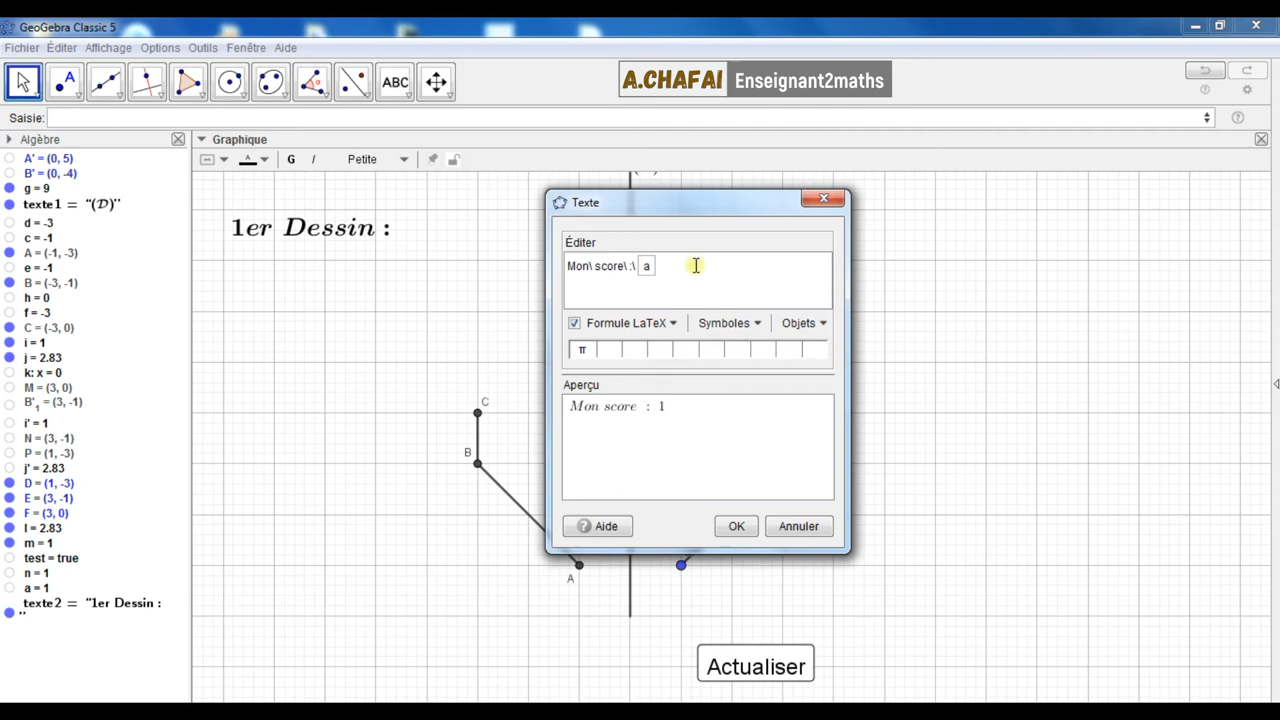 GeoGebra Classic 5
Fichier Éditer Affichage Options Outils Fenêtre Aide
A
ABC
A.CHAFAI Enseignant2maths
Saisie:
Algèbre
Graphique
A
G I Petite
A' = (0, 5)
B' = (0, -4)
g = 9
texte1 = "(𝒟)"
d = -3
c = -1
A = (-1, -3)
e = -1
B = (-3, -1)
h = 0
f = -3
C = (-3, 0)
i = 1
j = 2.83
k: x = 0
M = (3, 0)
B'₁ = (3, -1)
i' = 1
N = (3, -1)
P = (1, -3)
j' = 2.83
D = (1, -3)
E = (3, -1)
F = (3, 0)
l = 2.83
m = 1
test = true
n = 1
a = 1
texte2 = "1er Dessin :
"
1er Dessin :
C
B
A
Texte
Éditer
Mon\ score\ :\ a
Formule LaTeX Symboles Objets
π
Aperçu
Mon score : 1
Aide OK Annuler
Actualiser